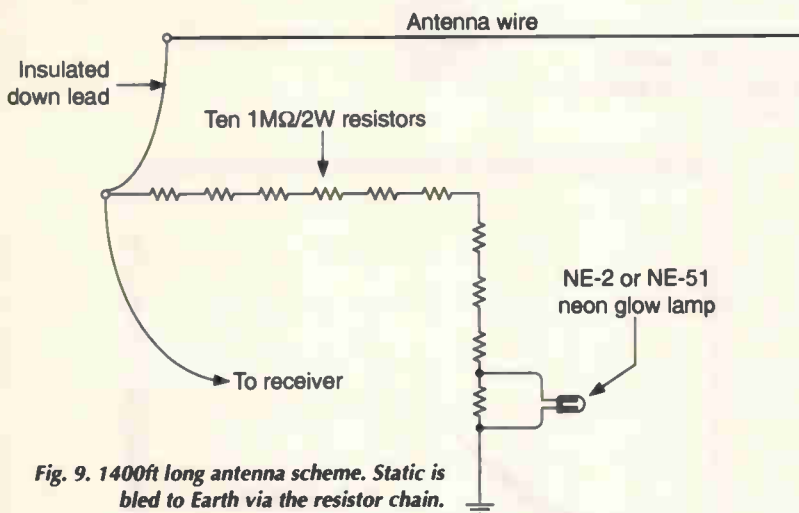 Antenna wire
Insulated
down lead
Ten 1MΩ/2W resistors
NE-2 or NE-51
neon glow lamp
To receiver
Fig. 9. 1400ft long antenna scheme. Static is
bled to Earth via the resistor chain.